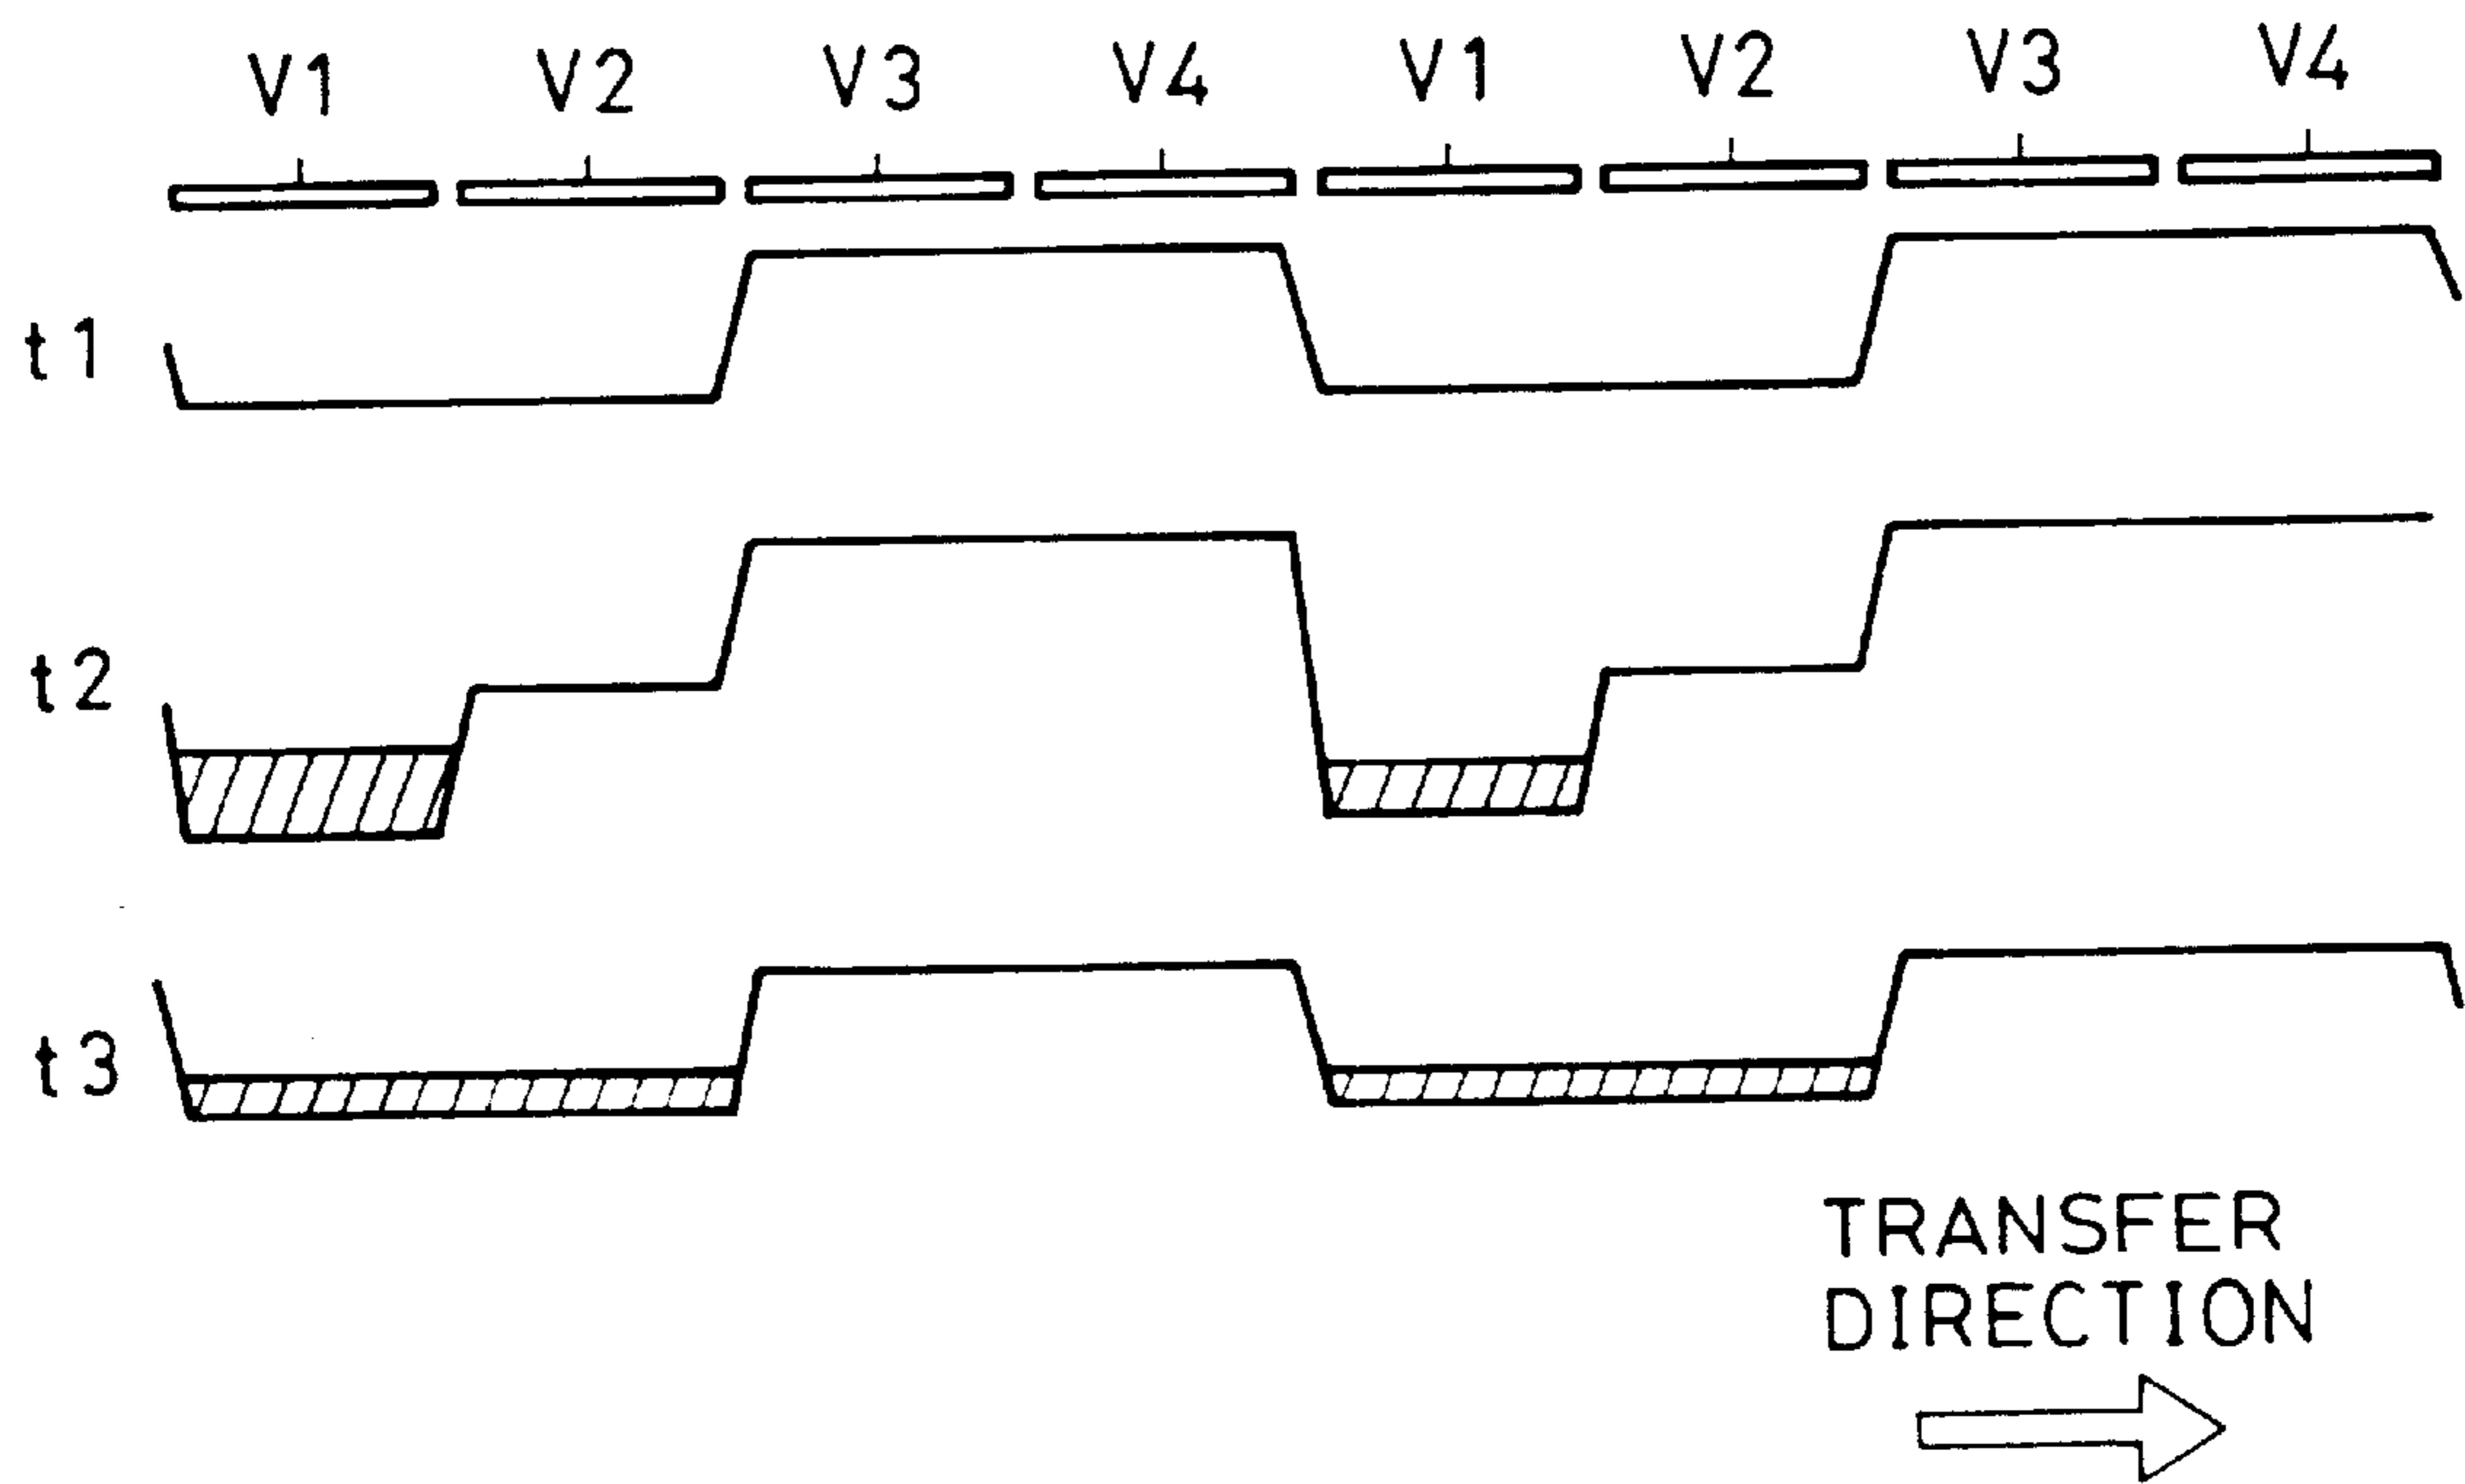 V1 V2 V3 V4 V1 V2 V3 V4
t1
t2
t3
TRANSFER
DIRECTION